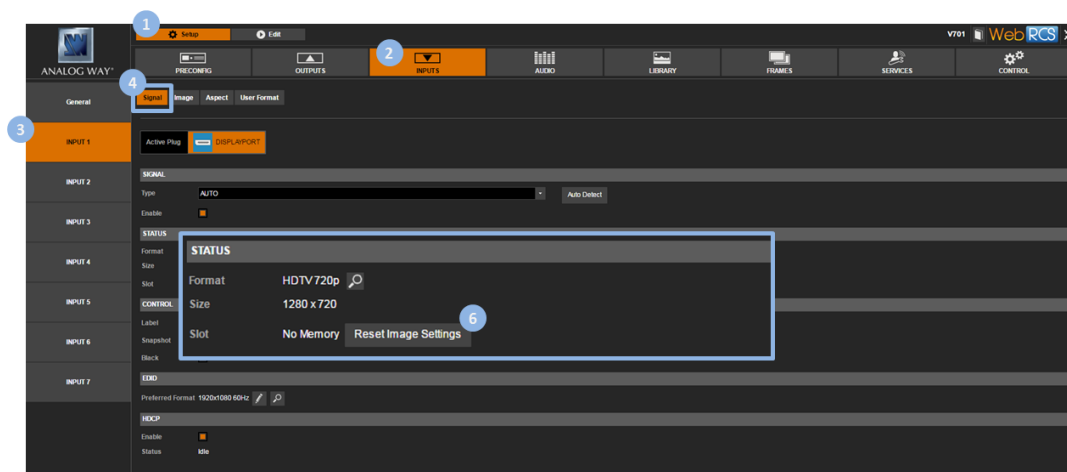 1
Setup
Edit
V701 WebRCS
ANALOG WAY®
PRECONFIG
OUTPUTS
2
INPUTS
AUDIO
LIBRARY
FRAMES
SERVICES
CONTROL
4
General
Signal Image Aspect User Format
3
INPUT 1
Active Plug DISPLAYPORT
INPUT 2
SIGNAL
Type AUTO Auto Detect
Enable
INPUT 3
STATUS
Format
Size
Slot
STATUS
Format HDTV 720p
Size 1280 x 720
6
Slot No Memory Reset Image Settings
INPUT 4
INPUT 5
CONTROL
Label
Snapshot
Black
INPUT 6
INPUT 7
EDID
Preferred Format 1920x1080 60Hz
HDCP
Enable
Status Idle